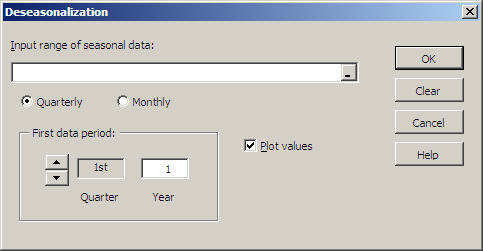 Deseasonalization
Input range of seasonal data:
OK
Quarterly Monthly
Clear
First data period:
Cancel
1st 1
Plot values
Help
Quarter Year